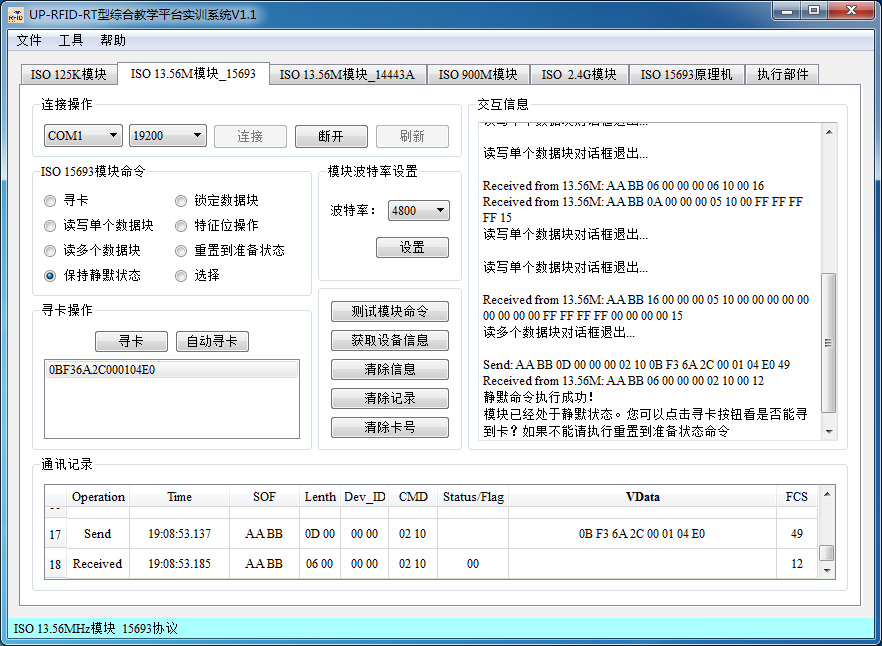 UP-RFID-RT型综合教学平台实训系统V1.1
文件 工具 帮助
ISO 125K模块 ISO 13.56M模块_15693 ISO 13.56M模块_14443A ISO 900M模块 ISO 2.4G模块 ISO 15693原理机 执行部件
连接操作
COM1 19200 连接 断开 刷新
ISO 15693模块命令
寻卡 锁定数据块
读写单个数据块 特征位操作
读多个数据块 重置到准备状态
保持静默状态 选择
模块波特率设置
波特率： 4800
设置
寻卡操作
寻卡 自动寻卡
0BF36A2C000104E0
测试模块命令
获取设备信息
清除信息
清除记录
清除卡号
交互信息
读写单个数据块对话框退出...
读写单个数据块对话框退出...
Received from 13.56M: AA BB 06 00 00 00 06 10 00 16
Received from 13.56M: AA BB 0A 00 00 00 05 10 00 FF FF FF
FF 15
读写单个数据块对话框退出...
读写单个数据块对话框退出...
Received from 13.56M: AA BB 16 00 00 00 05 10 00 00 00 00 00
00 00 00 00 FF FF FF FF 00 00 00 00 15
读多个数据块对话框退出...
Send: AA BB 0D 00 00 00 02 10 0B F3 6A 2C 00 01 04 E0 49
Received from 13.56M: AA BB 06 00 00 00 02 10 00 12
静默命令执行成功！
模块已经处于静默状态。您可以点击寻卡按钮看是否能寻
到卡？如果不能请执行重置到准备状态命令
通讯记录
Operation Time SOF Lenth Dev_ID CMD Status/Flag VData FCS
17 Send 19:08:53.137 AA BB 0D 00 00 00 02 10 0B F3 6A 2C 00 01 04 E0 49
18 Received 19:08:53.185 AA BB 06 00 00 00 02 10 00 12
ISO 13.56MHz模块 15693协议